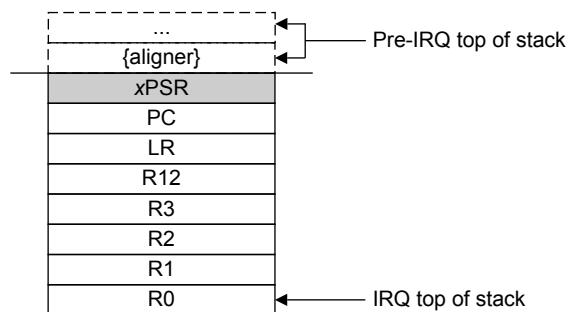 ...
Pre-IRQ top of stack
{aligner}
xPSR
PC
LR
R12
R3
R2
R1
R0
IRQ top of stack